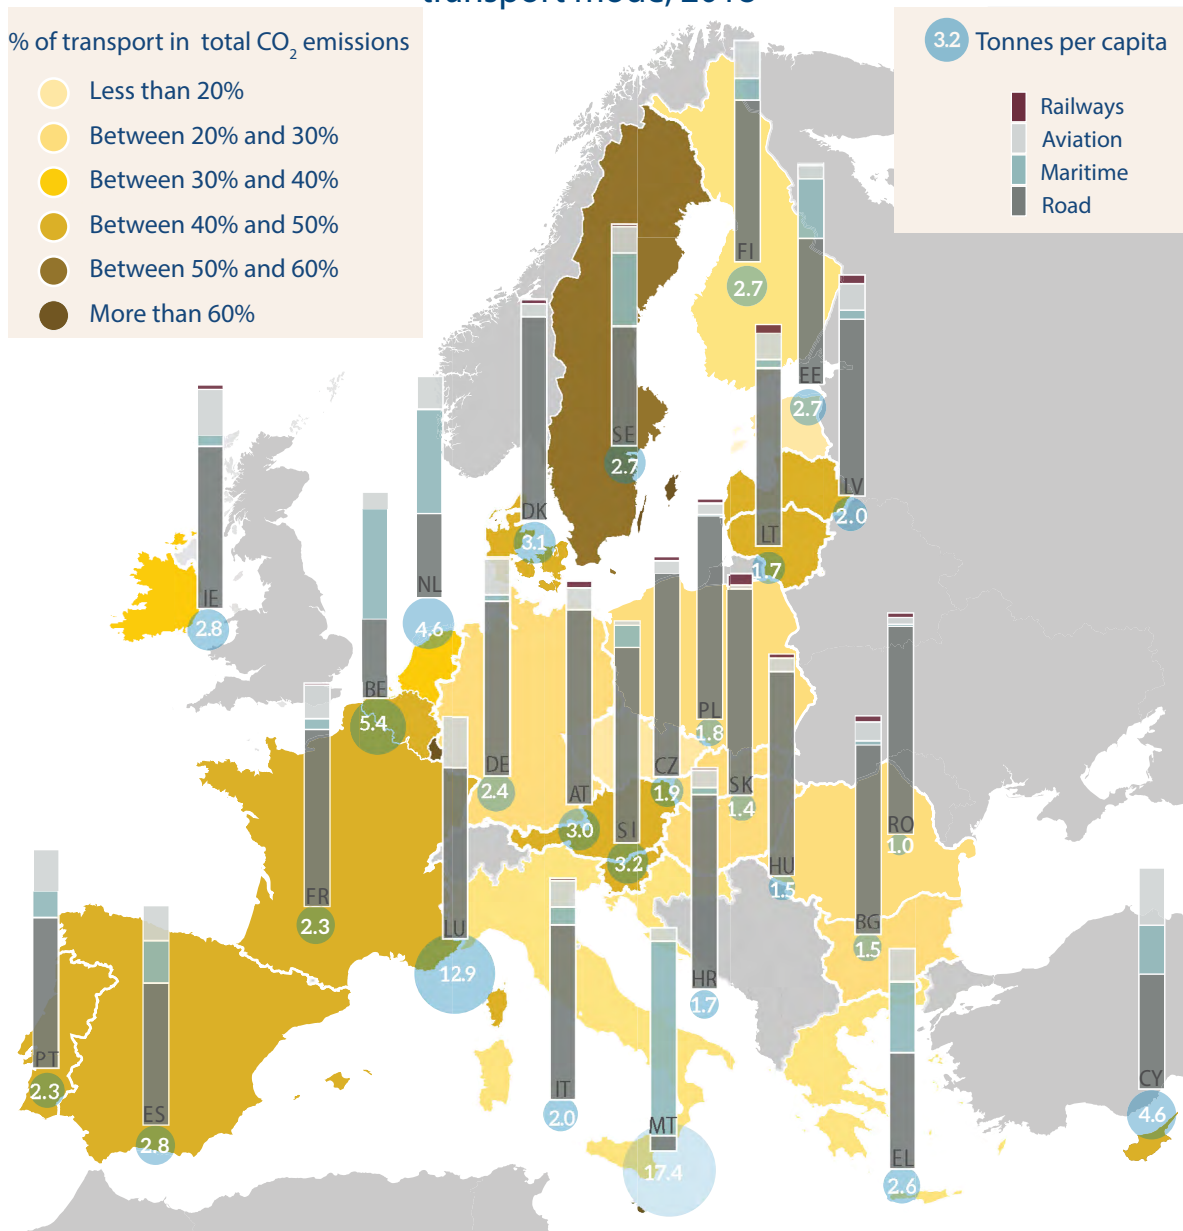 transport mode, 2018
% of transport in total CO2 emissions
Less than 20%
Between 20% and 30%
Between 30% and 40%
Between 40% and 50%
Between 50% and 60%
More than 60%
3.2 Tonnes per capita
Railways
Aviation
Maritime
Road
FI
2.7
EE
2.7
SE
2.7
LV
2.0
DK
3.1
LT
1.7
IE
2.8
NL
4.6
BE
5.4
PL
1.8
DE
2.4
AT
3.0
CZ
1.9
SK
1.4
SI
3.2
RO
1.0
HU
1.5
FR
2.3
LU
12.9
BG
1.5
HR
1.7
PT
2.3
ES
2.8
IT
2.0
MT
17.4
EL
2.6
CY
4.6